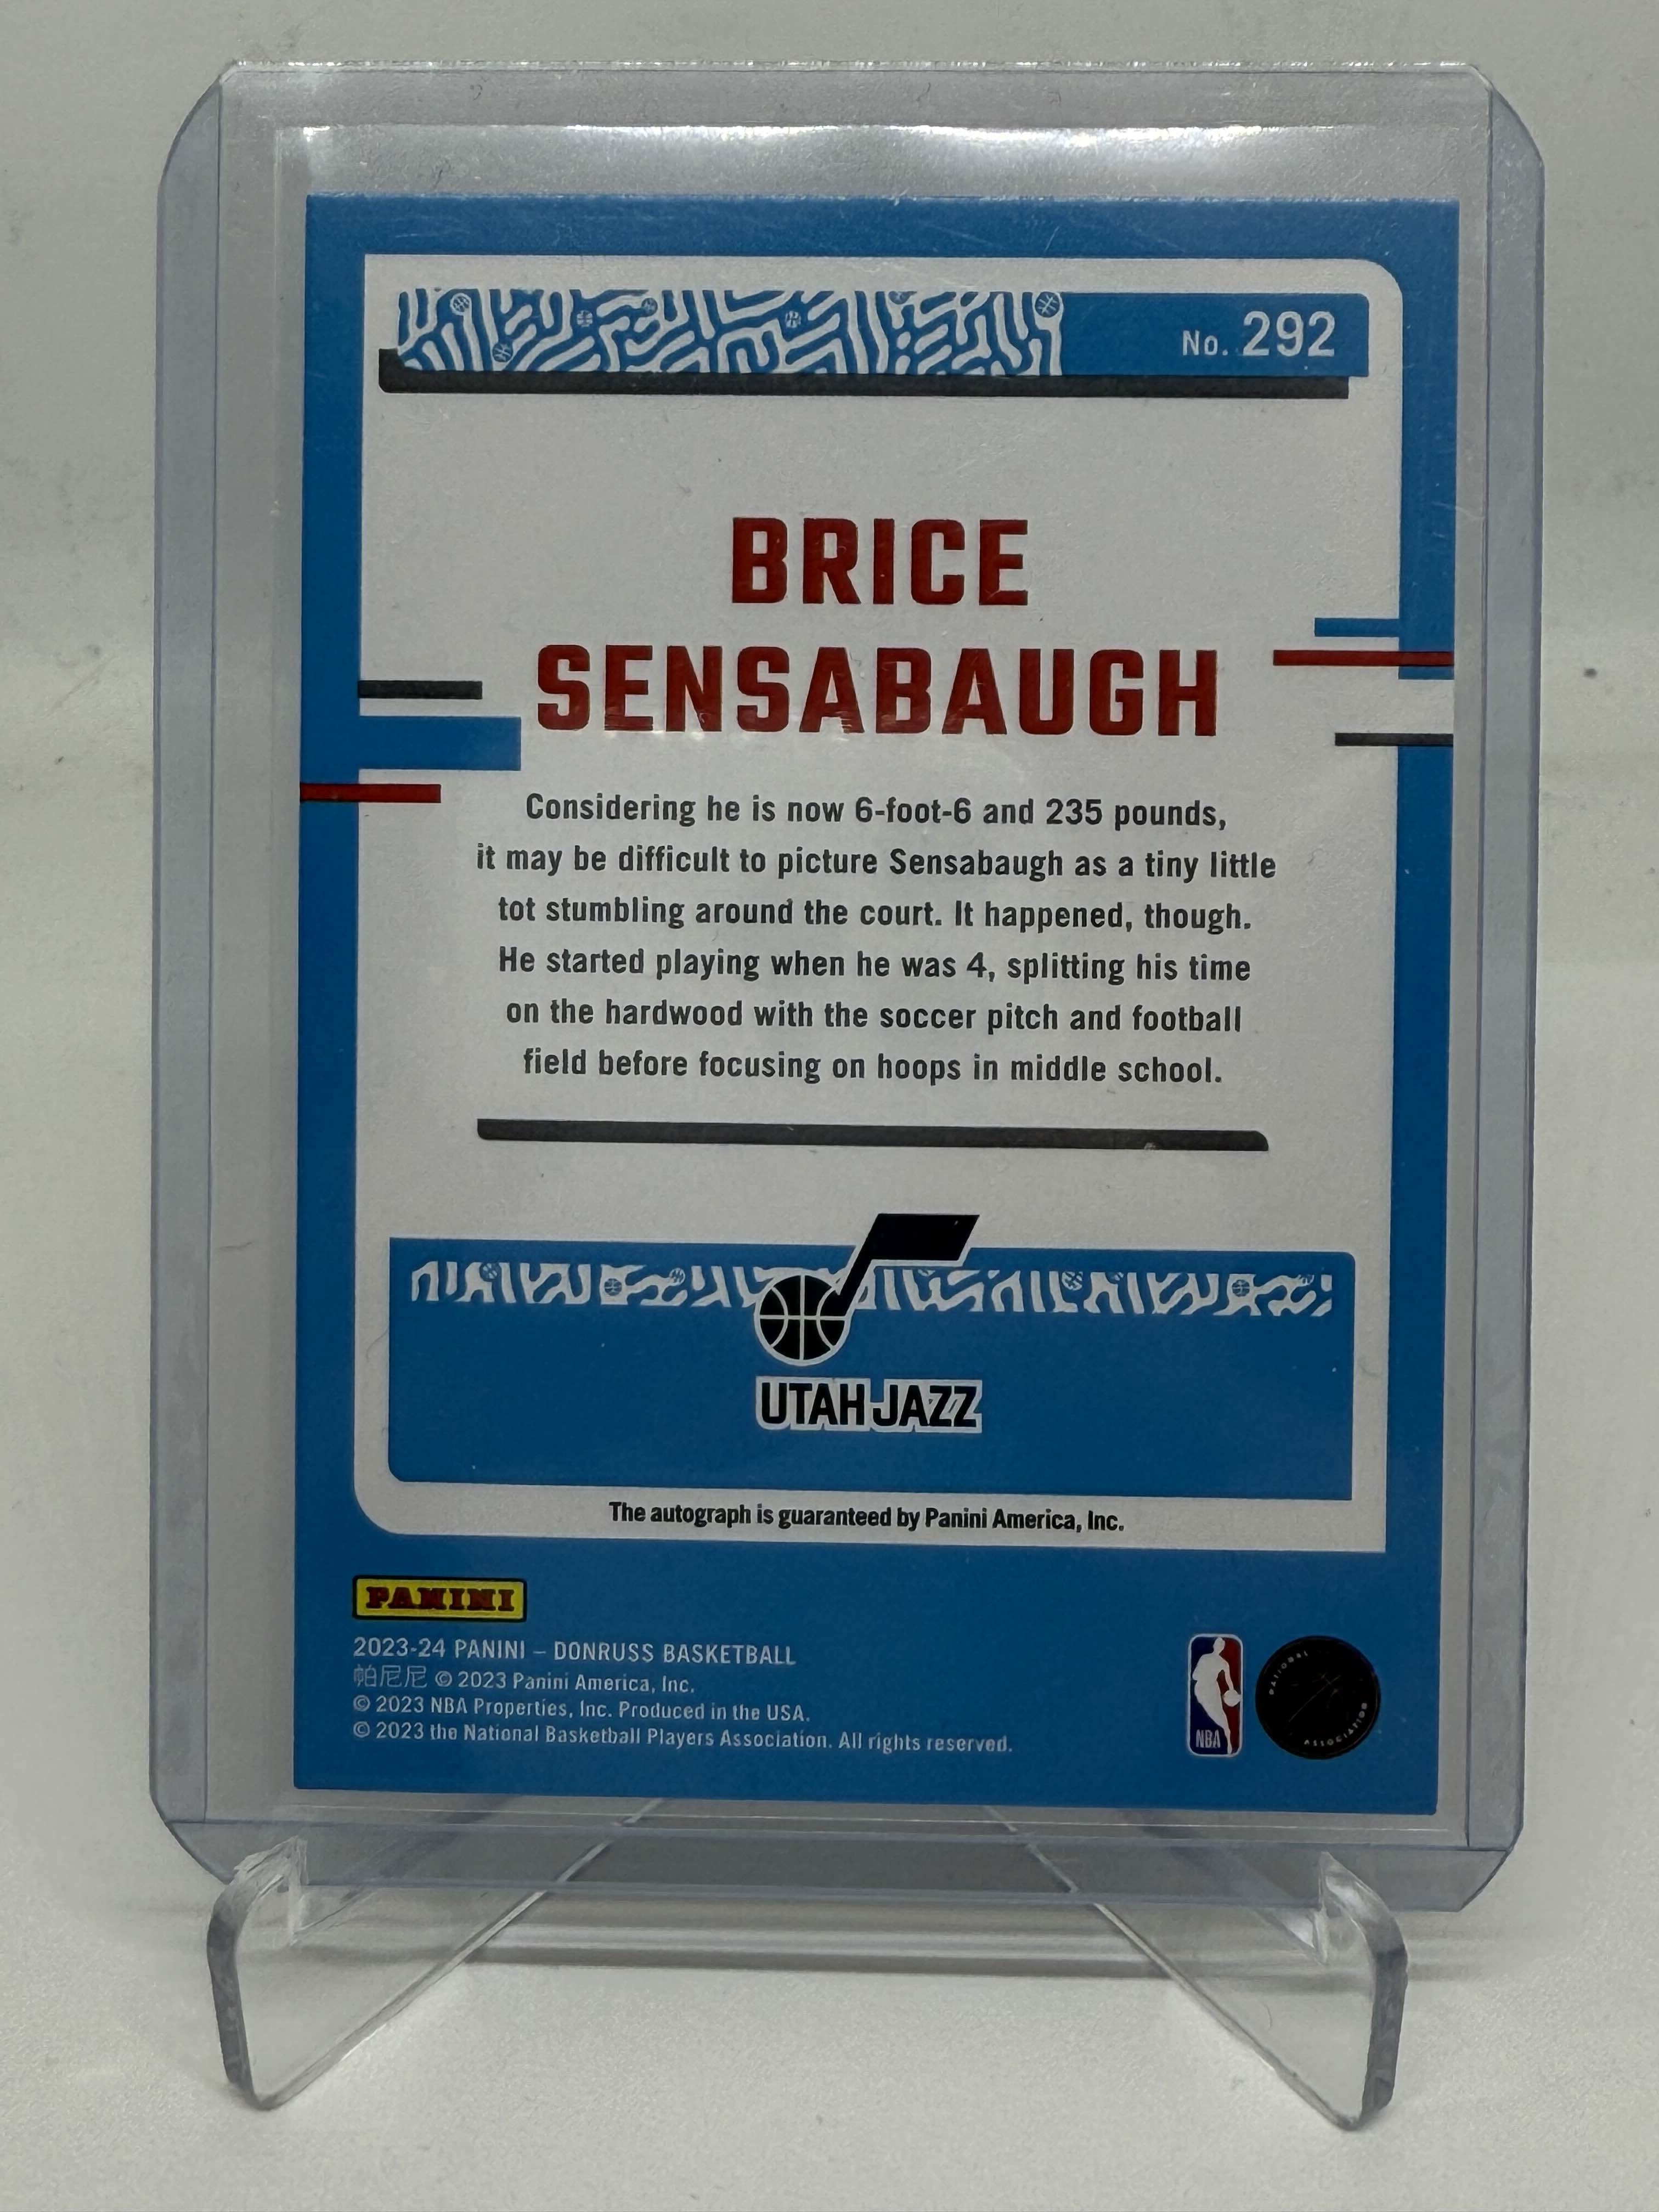 No. 292
BRICE
SENSABAUGH
Considering he is now 6-foot-6 and 235 pounds,
it may be difficult to picture Sensabaugh as a tiny little
tot stumbling around the court. It happened, though.
He started playing when he was 4, splitting his time
on the hardwood with the soccer pitch and football
field before focusing on hoops in middle school.
UTAH JAZZ
The autograph is guaranteed by Panini America, Inc.
PANINI
2023-24 PANINI – DONRUSS BASKETBALL
帕尼尼 © 2023 Panini America, Inc.
© 2023 NBA Properties, Inc. Produced in the USA.
© 2023 the National Basketball Players Association. All rights reserved.
NBA
NATIONAL
ASSOCIATION